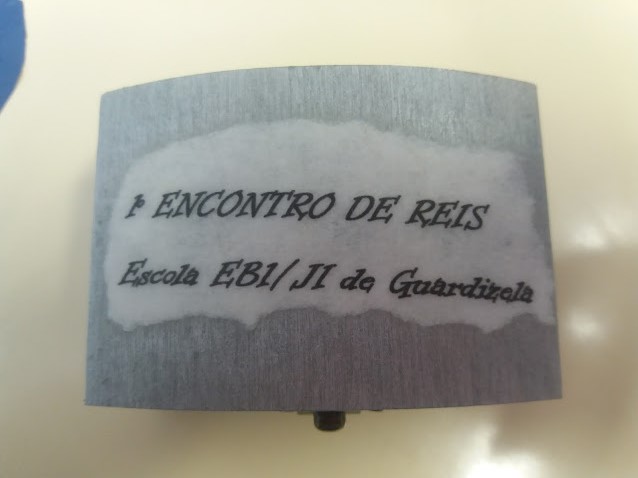 1º ENCONTRO DE REIS
Escola EB1/JI de Guardizela